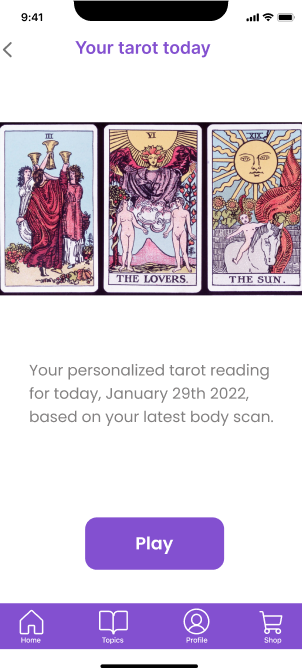 9:41
Your tarot today
III
VI
XIX
THE LOVERS.
THE SUN.
Your personalized tarot reading
for today, January 29th 2022,
based on your latest body scan.
Play
Home
Topics
Profile
Shop